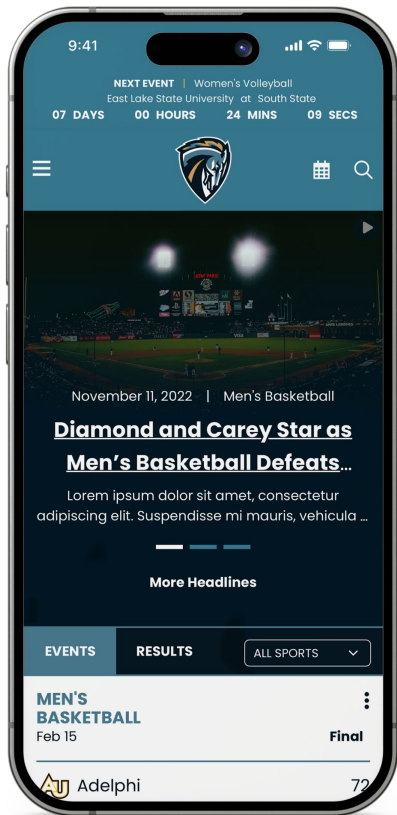 9:41
NEXT EVENT | Women's Volleyball
East Lake State University at South State
07 DAYS 00 HOURS 24 MINS 09 SECS
November 11, 2022 | Men's Basketball
Diamond and Carey Star as
Men’s Basketball Defeats...
Lorem ipsum dolor sit amet, consectetur
adipiscing elit. Suspendisse mi mauris, vehicula ...
More Headlines
EVENTS RESULTS ALL SPORTS
MEN'S
BASKETBALL
Feb 15 Final
AU Adelphi 72